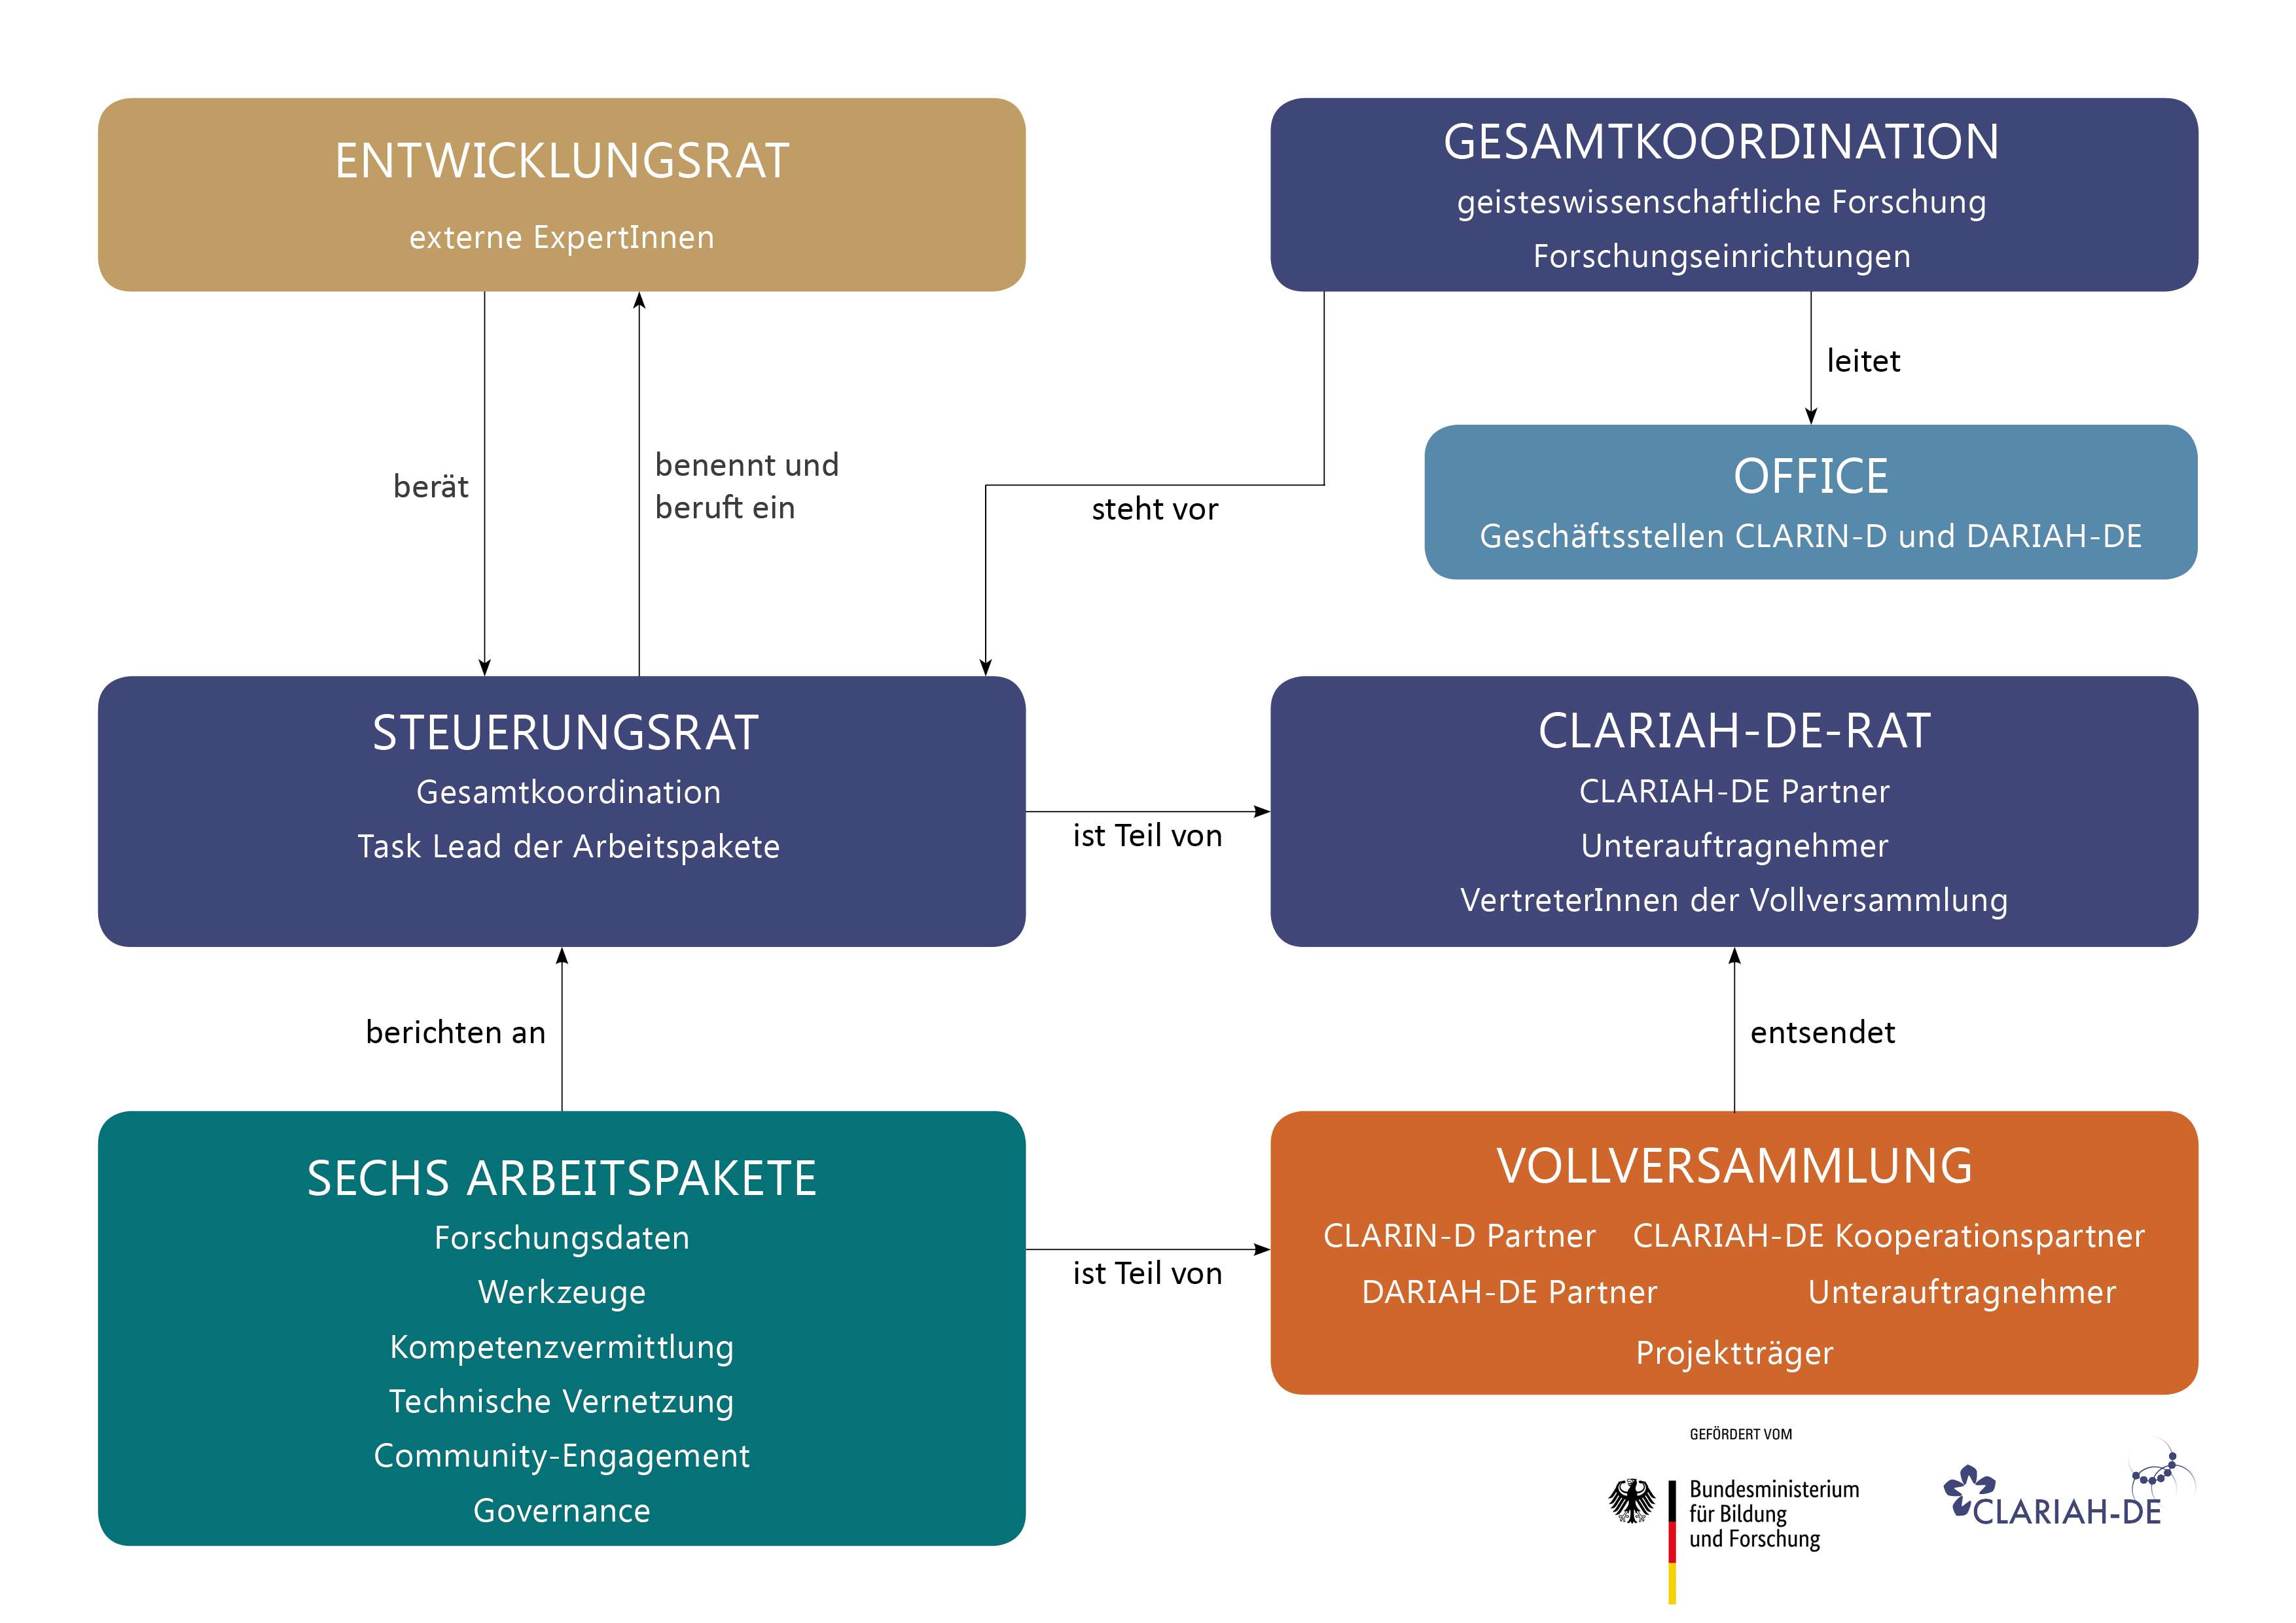 ENTWICKLUNGSRAT
externe ExpertInnen
GESAMTKOORDINATION
geisteswissenschaftliche Forschung
Forschungseinrichtungen
leitet
berät
benennt und
beruft ein
steht vor
OFFICE
Geschäftsstellen CLARIN-D und DARIAH-DE
STEUERUNGSRAT
Gesamtkoordination
Task Lead der Arbeitspakete
ist Teil von
CLARIAH-DE-RAT
CLARIAH-DE Partner
Unterauftragnehmer
VertreterInnen der Vollversammlung
berichten an
entsendet
SECHS ARBEITSPAKETE
Forschungsdaten
Werkzeuge
Kompetenzvermittlung
Technische Vernetzung
Community-Engagement
Governance
ist Teil von
VOLLVERSAMMLUNG
CLARIN-D Partner CLARIAH-DE Kooperationspartner
DARIAH-DE Partner Unterauftragnehmer
Projektträger
GEFÖRDERT VOM
Bundesministerium
für Bildung
und Forschung
CLARIAH-DE